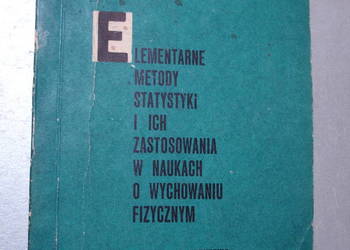 ELEMENTARNE
METODY
STATYSTYKI
I ICH
ZASTOSOWANIA
W NAUKACH
O WYCHOWANIU
FIZYCZNYM